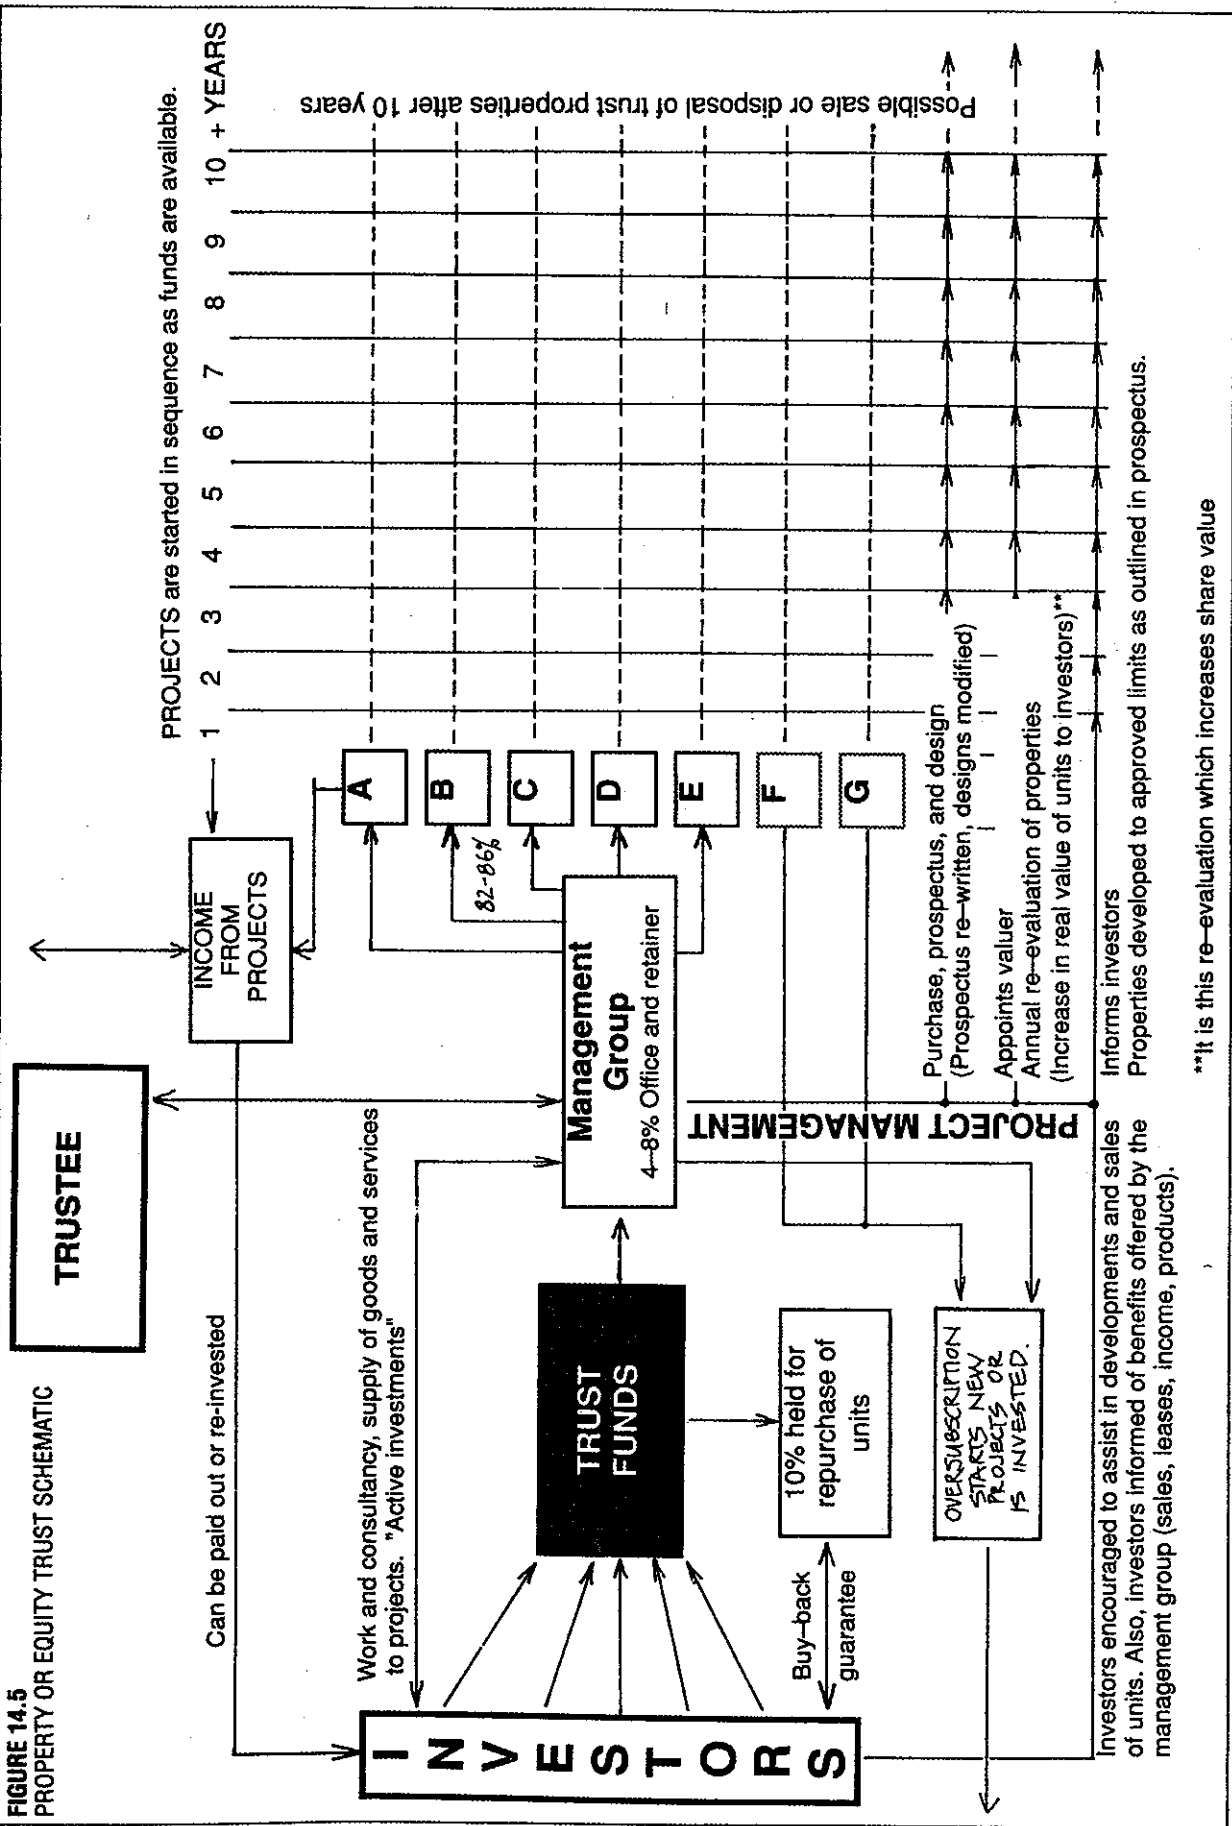 FIGURE 14.5
PROPERTY OR EQUITY TRUST SCHEMATIC
TRUSTEE
Can be paid out or re-invested
INCOME
FROM
PROJECTS
PROJECTS are started in sequence as funds are available.
1 2 3 4 5 6 7 8 9 10 + YEARS
Work and consultancy, supply of goods and services
to projects. "Active investments"
INVESTORS
TRUST
FUNDS
Management
Group
4–8% Office and retainer
82-86%
A
B
C
D
E
F
G
Possible sale or disposal of trust properties after 10 years
Buy–back
guarantee
10% held for
repurchase of
units
OVERSUBSCRIPTION
STARTS NEW
PROJECTS OR
IS INVESTED.
PROJECT MANAGEMENT
Purchase, prospectus, and design
(Prospectus re–written, designs modified)
Appoints valuer
Annual re–evaluation of properties
(Increase in real value of units to investors)**
Informs investors
Properties developed to approved limits as outlined in prospectus.
Investors encouraged to assist in developments and sales
of units. Also, investors informed of benefits offered by the
management group (sales, leases, income, products).
**It is this re–evaluation which increases share value